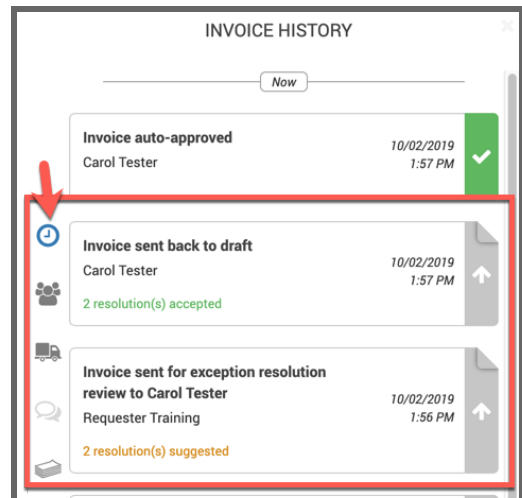 INVOICE HISTORY
Now
Invoice auto-approved
Carol Tester
10/02/2019
1:57 PM
Invoice sent back to draft
Carol Tester
2 resolution(s) accepted
10/02/2019
1:57 PM
Invoice sent for exception resolution
review to Carol Tester
Requester Training
2 resolution(s) suggested
10/02/2019
1:56 PM